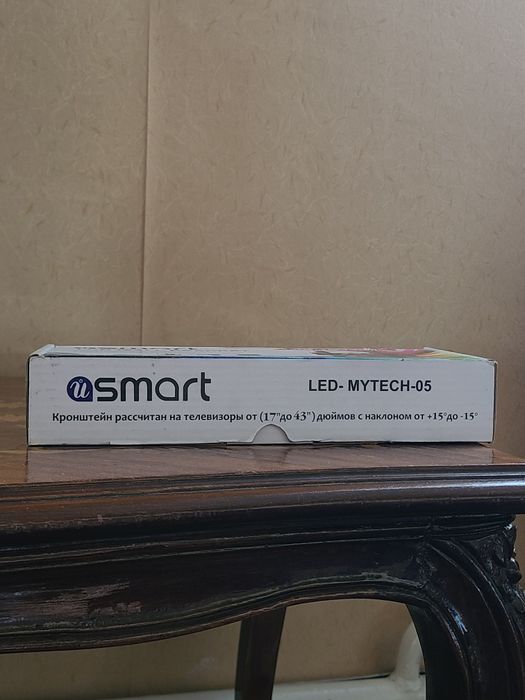 usmart
LED- MYTECH-05
Кронштейн рассчитан на телевизоры от (17"до 43") дюймов с наклоном от +15°до -15°